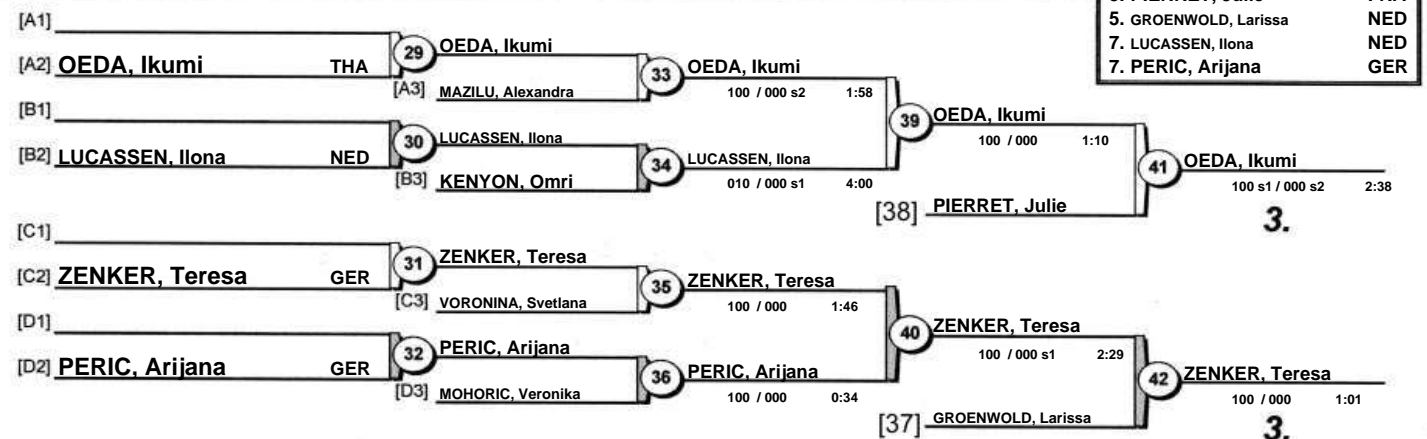 5. GROENWOLD, Larissa NED
7. LUCASSEN, Ilona NED
7. PERIC, Arijana GER
[A1]
[A2] OEDA, Ikumi THA
29 OEDA, Ikumi
[A3] MAZILU, Alexandra
33 OEDA, Ikumi
100 / 000 s2 1:58
[B1]
[B2] LUCASSEN, Ilona NED
30 LUCASSEN, Ilona
[B3] KENYON, Omri
34 LUCASSEN, Ilona
010 / 000 s1 4:00
39 OEDA, Ikumi
100 / 000 1:10
[38] PIERRET, Julie
41 OEDA, Ikumi
100 s1 / 000 s2 2:38
3.
[C1]
[C2] ZENKER, Teresa GER
31 ZENKER, Teresa
[C3] VORONINA, Svetlana
35 ZENKER, Teresa
100 / 000 1:46
[D1]
[D2] PERIC, Arijana GER
32 PERIC, Arijana
[D3] MOHORIC, Veronika
36 PERIC, Arijana
100 / 000 0:34
40 ZENKER, Teresa
100 / 000 s1 2:29
[37] GROENWOLD, Larissa
42 ZENKER, Teresa
100 / 000 1:01
3.